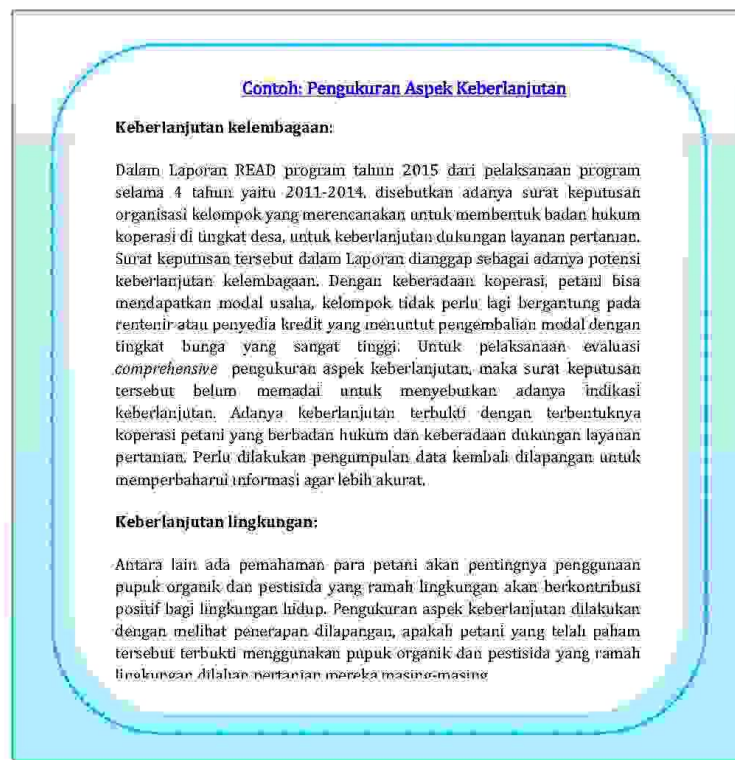 Contoh: Pengukuran Aspek Keberlanjutan
Keberlanjutan kelembagaan:
Dalam Laporan READ program tahun 2015 dari pelaksanaan program
selama 4 tahun yaitu 2011-2014, disebutkan adanya surat keputusan
organisasi kelompok yang merencanakan untuk membentuk badan hukum
koperasi di tingkat desa, untuk keberlanjutan dukungan layanan pertanian.
Surat keputusan tersebut dalam Laporan dianggap sebagai adanya potensi
keberlanjutan kelembagaan. Dengan keberadaan koperasi, petani bisa
mendapatkan modal usaha, kelompok tidak perlu lagi bergantung pada
rentenir atau penyedia kredit yang menuntut pengembalian modal dengan
tingkat bunga yang sangat tinggi. Untuk pelaksanaan evaluasi
comprehensive pengukuran aspek keberlanjutan, maka surat keputusan
tersebut belum memadai untuk menyebutkan adanya indikasi
keberlanjutan. Adanya keberlanjutan terbukti dengan terbentuknya
koperasi petani yang berbadan hukum dan keberadaan dukungan layanan
pertanian. Perlu dilakukan pengumpulan data kembali dilapangan untuk
memperbaharui informasi agar lebih akurat.
Keberlanjutan lingkungan:
Antara lain ada pemahaman para petani akan pentingnya penggunaan
pupuk organik dan pestisida yang ramah lingkungan akan berkontribusi
positif bagi lingkungan hidup. Pengukuran aspek keberlanjutan dilakukan
dengan melihat penerapan dilapangan, apakah petani yang telah paham
tersebut terbukti menggunakan pupuk organik dan pestisida yang ramah
lingkungan dilahan pertanian mereka masing-masing